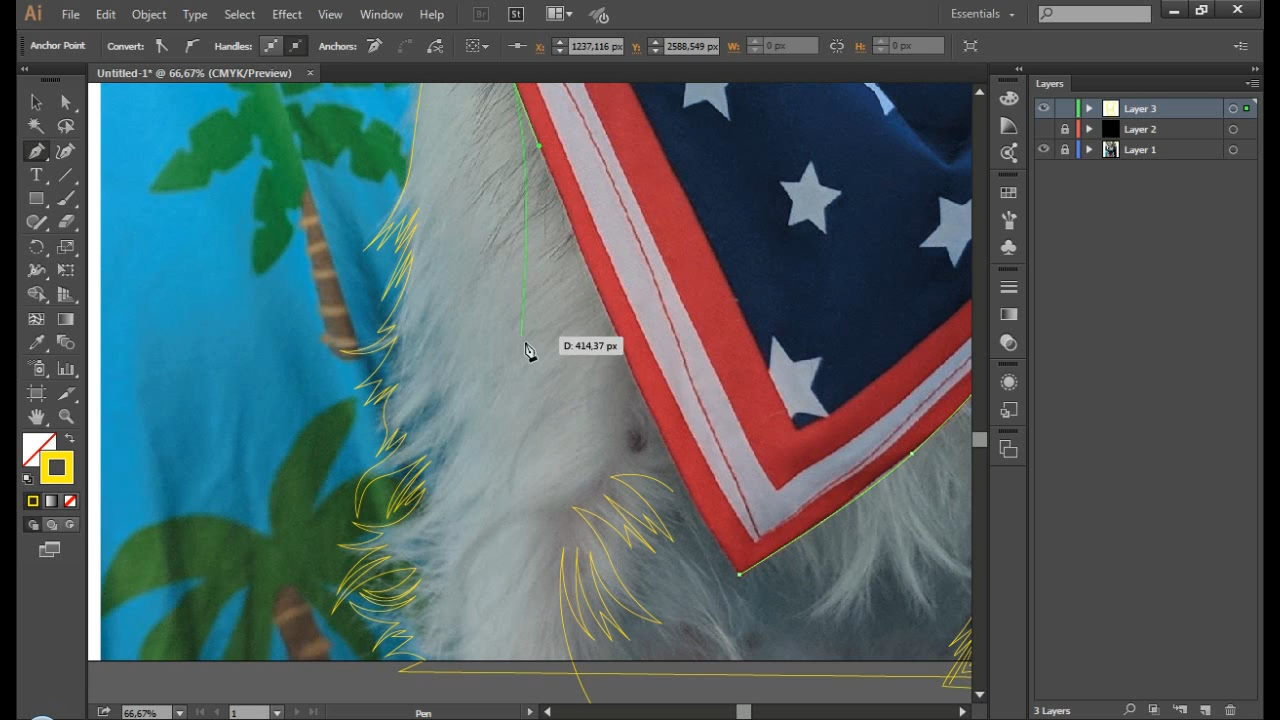 Ai File Edit Object Type Select Effect View Window Help Br St Essentials
Anchor Point Convert: Handles: Anchors: X: 1237,116 px Y: 2588,549 px W: 0 px H: 0 px
Untitled-1* @ 66,67% (CMYK/Preview) ×
Layers
Layer 3
Layer 2
Layer 1
D: 414,37 px
66,67% 1 Pen
3 Layers